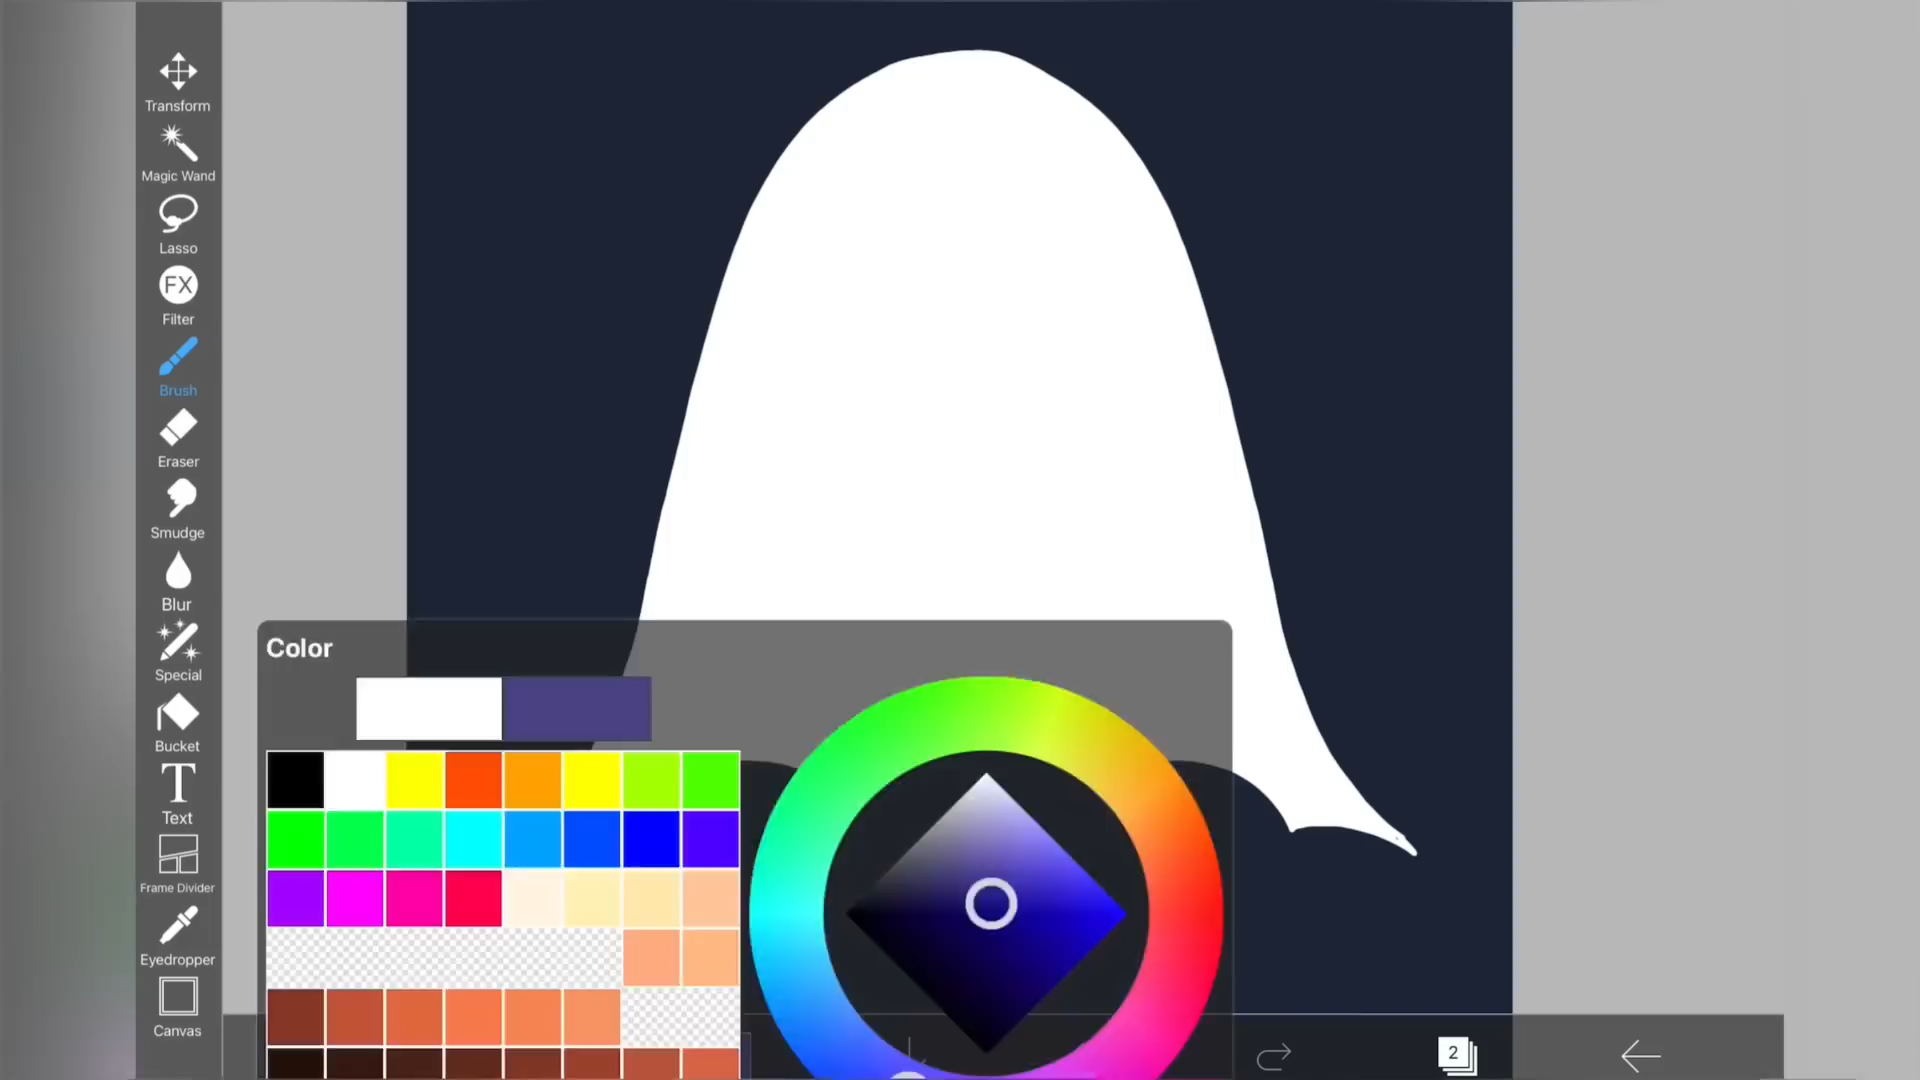 Transform
Magic Wand
Lasso
FX
Filter
Brush
Eraser
Smudge
Blur
Special
Bucket
T
Text
Frame Divider
Eyedropper
Canvas
Color
2